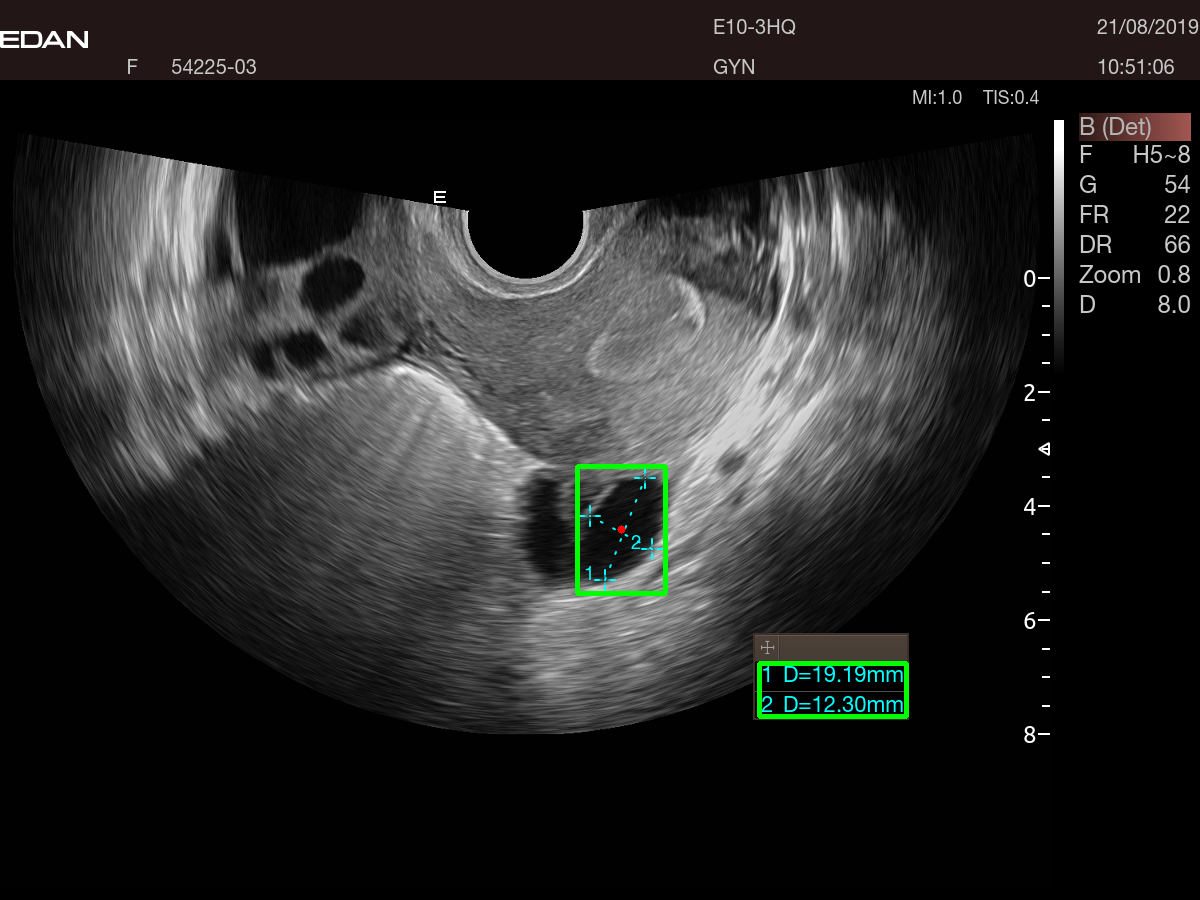 EDAN
E10-3HQ
21/08/2019
F 54225-03
GYN
10:51:06
MI:1.0 TIS:0.4
B (Det)
F H5~8
G 54
FR 22
DR 66
Zoom 0.8
D 8.0
E
0
2
4
6
8
2
1
1 D=19.19mm
2 D=12.30mm